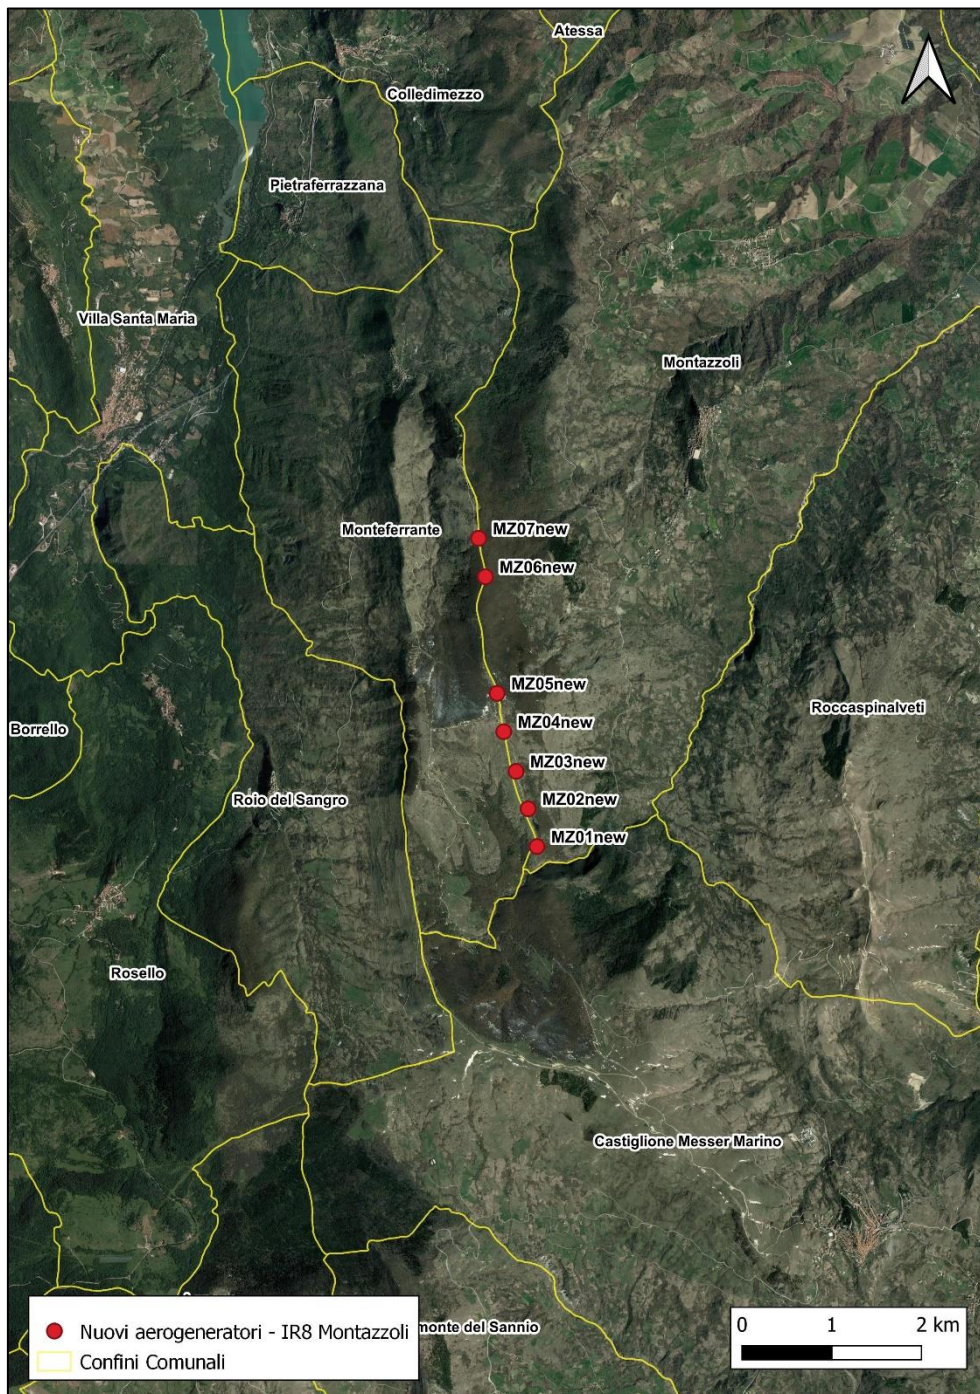 Atessa
Colledimezzo
Pietraferrazzana
Villa Santa Maria
Montazzoli
Monteferrante
MZ07new
MZ06new
MZ05new
Roccaspinalveti
MZ04new
Borrello
MZ03new
Roio del Sangro
MZ02new
MZ01new
Rosello
Castiglione Messer Marino
monte del Sannio
Nuovi aerogeneratori - IR8 Montazzoli
Confini Comunali
0 1 2 km